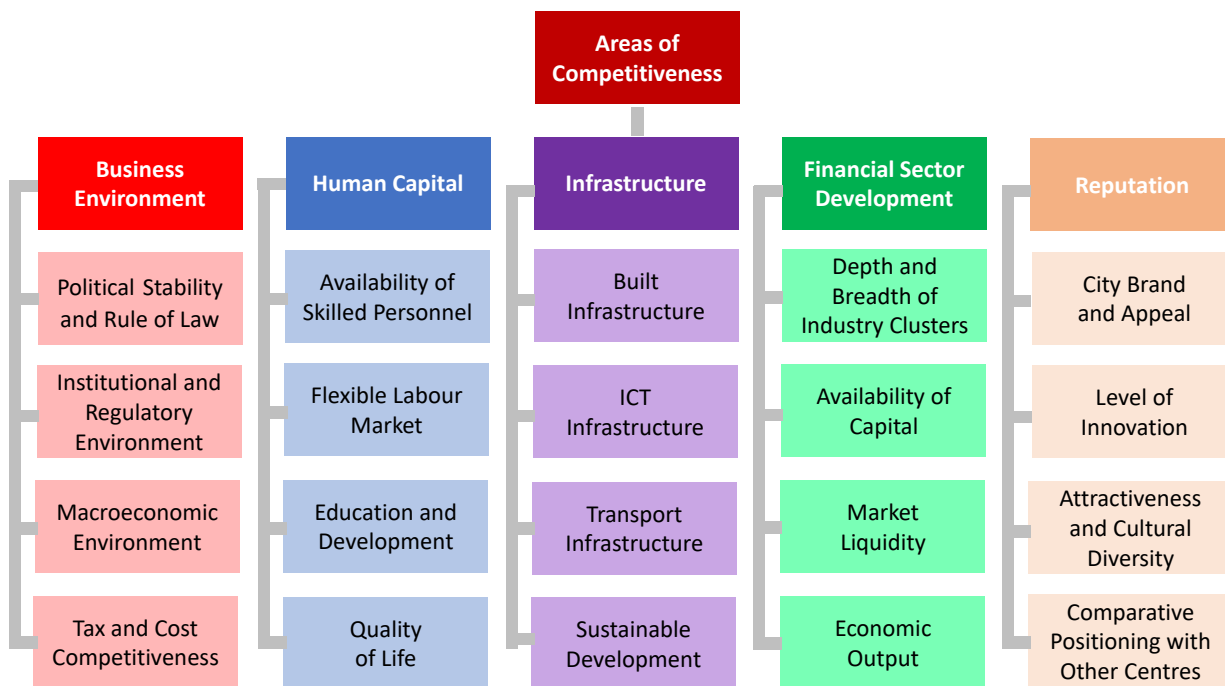 Areas of
Competitiveness
Business
Environment
Human Capital
Infrastructure
Financial Sector
Development
Reputation
Political Stability
and Rule of Law
Availability of
Skilled Personnel
Built
Infrastructure
Depth and
Breadth of
Industry Clusters
City Brand
and Appeal
Institutional and
Regulatory
Environment
Flexible Labour
Market
ICT
Infrastructure
Availability of
Capital
Level of
Innovation
Macroeconomic
Environment
Education and
Development
Transport
Infrastructure
Market
Liquidity
Attractiveness
and Cultural
Diversity
Tax and Cost
Competitiveness
Quality
of Life
Sustainable
Development
Economic
Output
Comparative
Positioning with
Other Centres